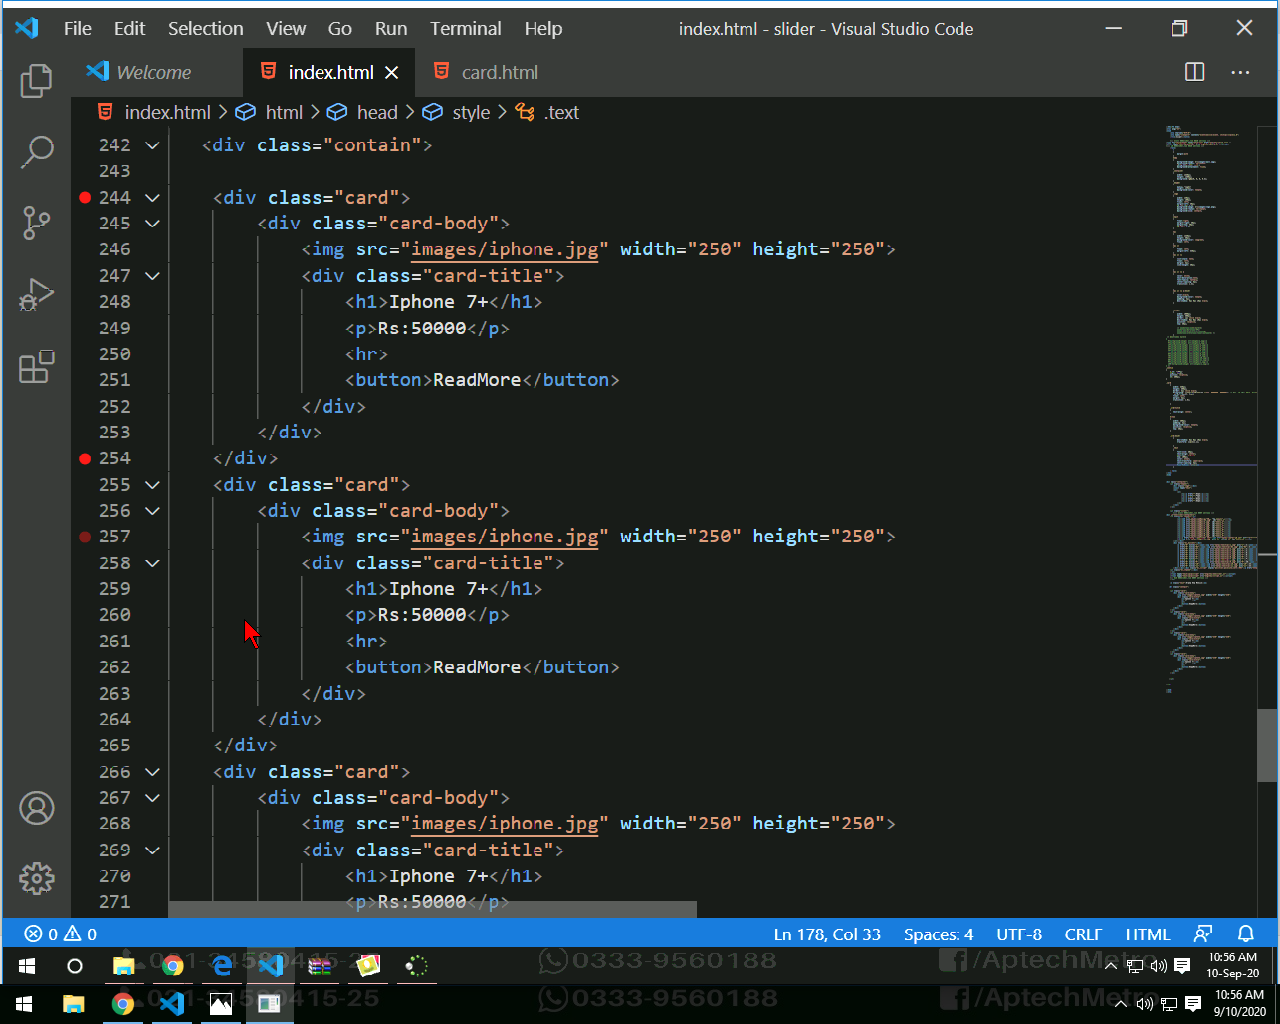 File Edit Selection View Go Run Terminal Help index.html - slider - Visual Studio Code
Welcome index.html card.html
index.html > html > head > style > .text
242 <div class="contain">
243
244 <div class="card">
245 <div class="card-body">
246 <img src="images/iphone.jpg" width="250" height="250">
247 <div class="card-title">
248 <h1>Iphone 7+</h1>
249 <p>Rs:50000</p>
250 <hr>
251 <button>ReadMore</button>
252 </div>
253 </div>
254 </div>
255 <div class="card">
256 <div class="card-body">
257 <img src="images/iphone.jpg" width="250" height="250">
258 <div class="card-title">
259 <h1>Iphone 7+</h1>
260 <p>Rs:50000</p>
261 <hr>
262 <button>ReadMore</button>
263 </div>
264 </div>
265 </div>
266 <div class="card">
267 <div class="card-body">
268 <img src="images/iphone.jpg" width="250" height="250">
269 <div class="card-title">
270 <h1>Iphone 7+</h1>
271 <p>Rs:50000</p>
0 0 Ln 178, Col 33 Spaces: 4 UTF-8 CRLF HTML
0333-9560188 /AptechMetro 10:56 AM
10-Sep-20
0333-9560188 /AptechMetro 10:56 AM
9/10/2020